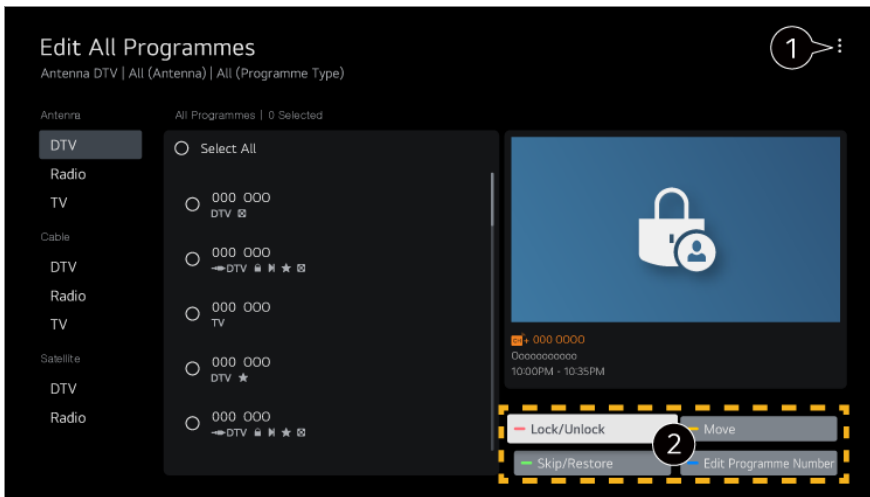 Edit All Programmes
Antenna DTV | All (Antenna) | All (Programme Type)
1
Antenna
DTV
Radio
TV
Cable
DTV
Radio
TV
Satellite
DTV
Radio
All Programmes | 0 Selected
Select All
000 000
DTV
000 000
DTV
000 000
TV
000 000
DTV
000 000
DTV
CH+ 000 0000
Ooooooooooo
10:00PM - 10:35PM
Lock/Unlock
Move
2
Skip/Restore
Edit Programme Number